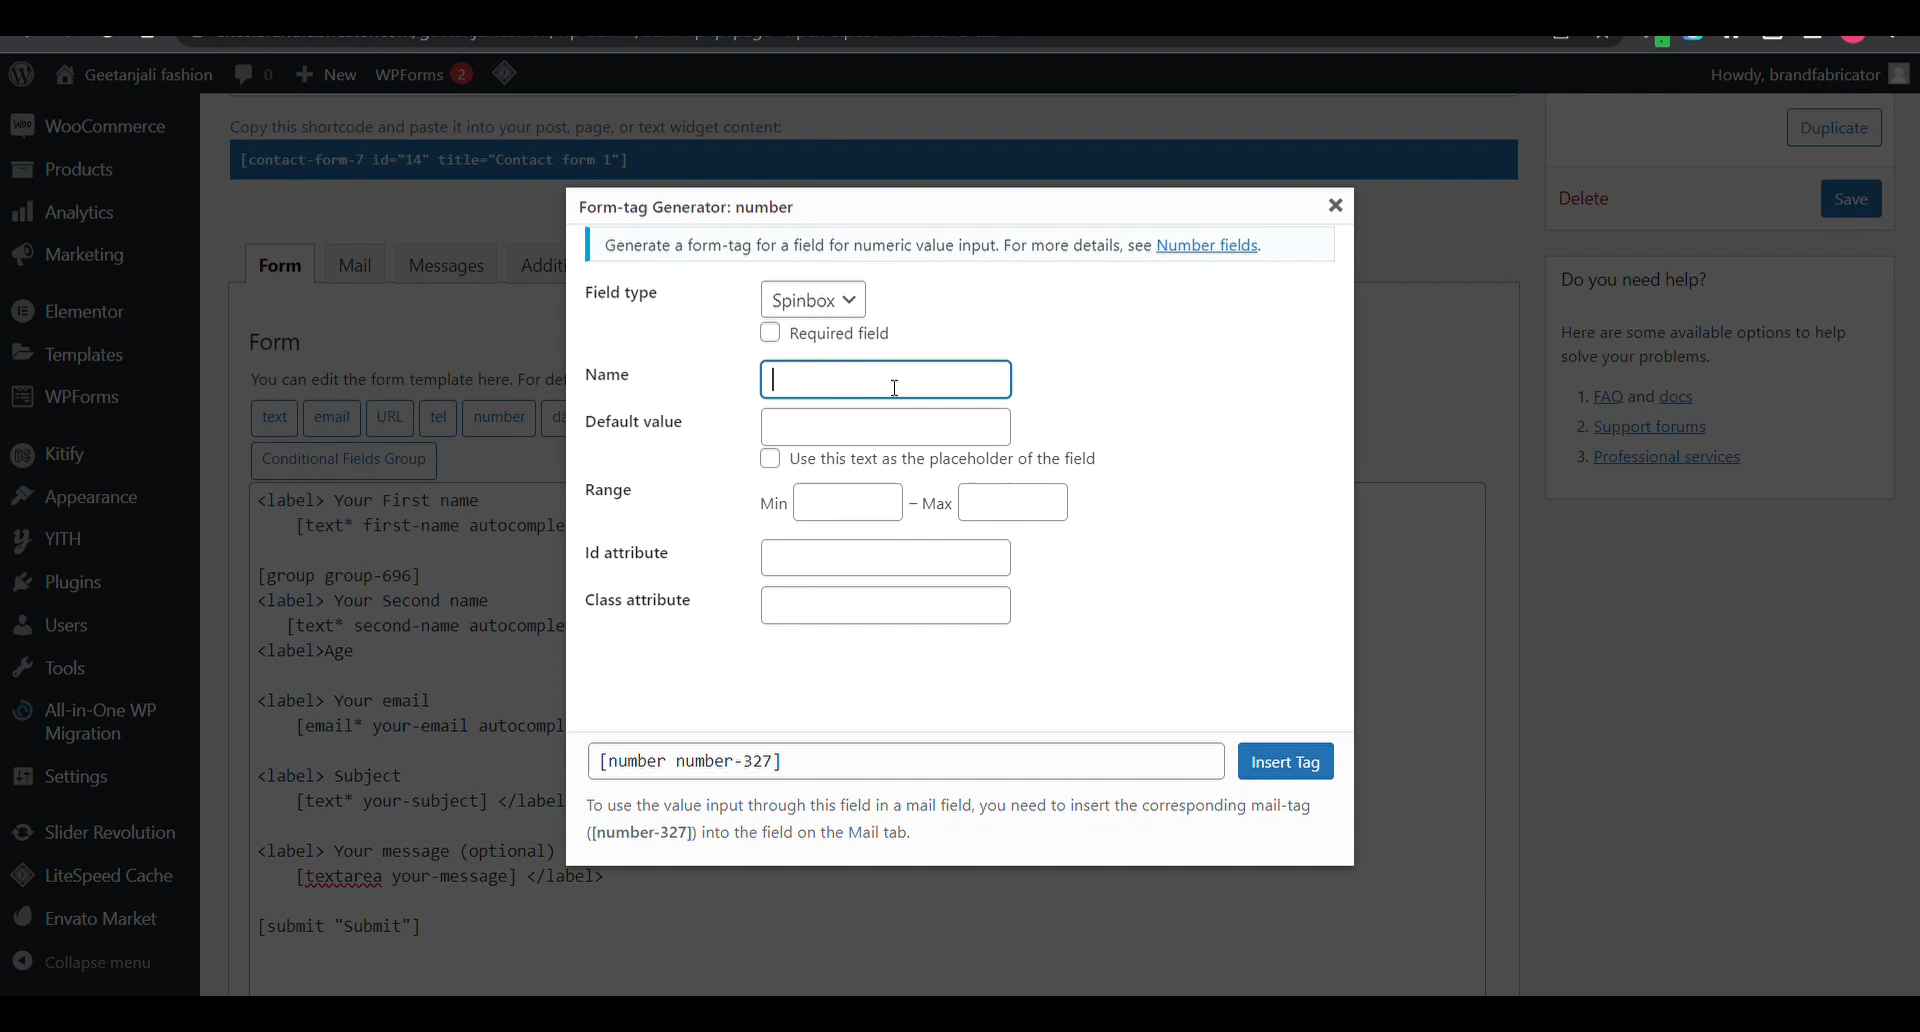 Geetanjali fashion 0 New WPForms 2 Howdy, brandfabricator
WooCommerce
Products
Analytics
Marketing
Elementor
Templates
WPForms
Kitify
Appearance
YITH
Plugins
Users
Tools
All-in-One WP
Migration
Settings
Slider Revolution
LiteSpeed Cache
Envato Market
Collapse menu
Copy this shortcode and paste it into your post, page, or text widget content:
[contact-form-7 id="14" title="Contact form 1"]
Form Mail Messages Additi
Form
You can edit the form template here. For det
text email URL tel number da
Conditional Fields Group
<label> Your First name
[text* first-name autocomple
[group group-696]
<label> Your Second name
[text* second-name autocomple
<label>Age
<label> Your email
[email* your-email autocompl
<label> Subject
[text* your-subject] </label
<label> Your message (optional)
[textarea your-message] </label>
[submit "Submit"]
Form-tag Generator: number
Generate a form-tag for a field for numeric value input. For more details, see Number fields.
Field type Spinbox
Required field
Name
Default value
Use this text as the placeholder of the field
Range
Min – Max
Id attribute
Class attribute
[number number-327] Insert Tag
To use the value input through this field in a mail field, you need to insert the corresponding mail-tag
([number-327]) into the field on the Mail tab.
Duplicate
Delete Save
Do you need help?
Here are some available options to help
solve your problems.
1. FAQ and docs
2. Support forums
3. Professional services